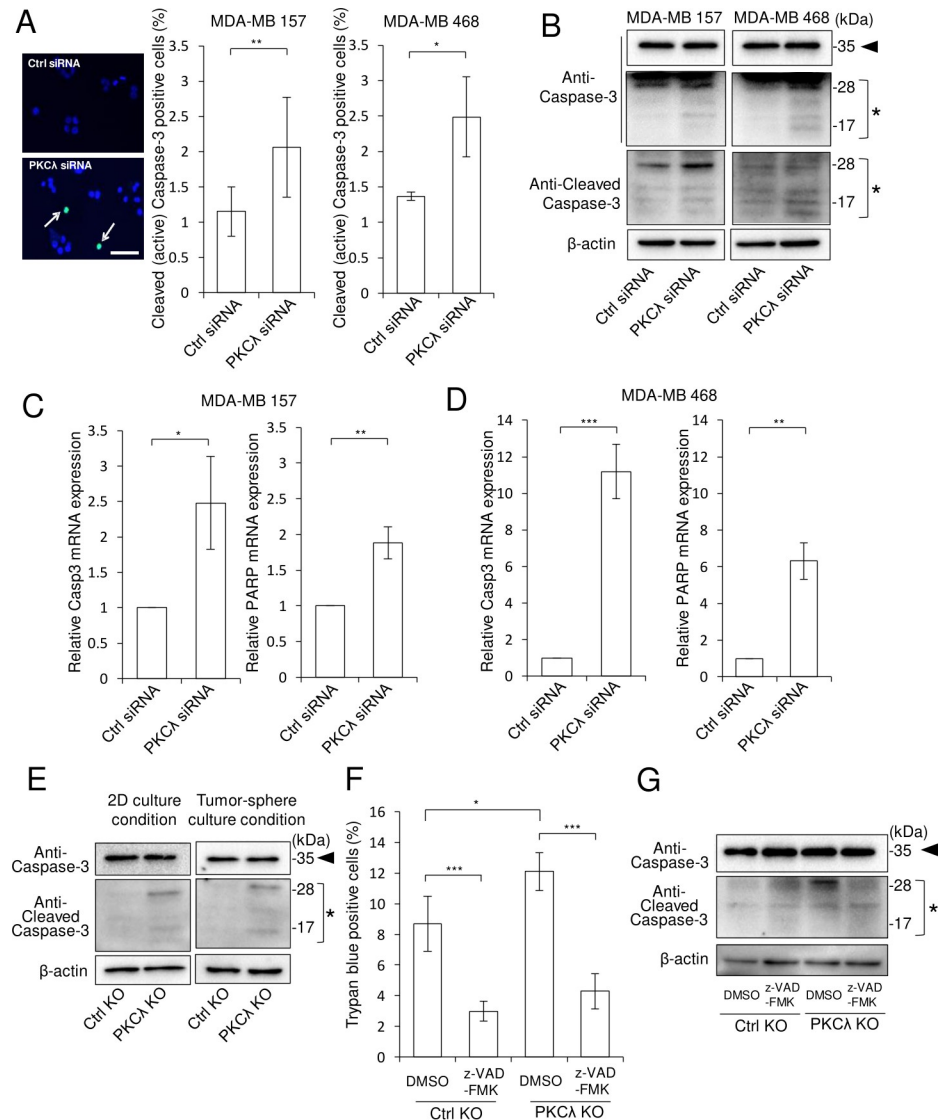 A
MDA-MB 157
MDA-MB 468
Ctrl siRNA
PKCλ siRNA
Cleaved (active) Caspase-3 positive cells (%)
3.5
3
2.5
2
1.5
1
0.5
0
**
Ctrl siRNA
PKCλ siRNA
Cleaved (active) Caspase-3 positive cells (%)
3.5
3
2.5
2
1.5
1
0.5
0
*
Ctrl siRNA
PKCλ siRNA
B
MDA-MB 157 MDA-MB 468 (kDa)
Anti-
Caspase-3
-35
-28
*
-17
Anti-Cleaved
Caspase-3
-28
*
-17
β-actin
Ctrl siRNA
PKCλ siRNA
Ctrl siRNA
PKCλ siRNA
C
MDA-MB 157
Relative Casp3 mRNA expression
3.5
3
2.5
2
1.5
1
0.5
0
*
Ctrl siRNA
PKCλ siRNA
Relative PARP mRNA expression
3.5
3
2.5
2
1.5
1
0.5
0
**
Ctrl siRNA
PKCλ siRNA
D
MDA-MB 468
Relative Casp3 mRNA expression
14
12
10
8
6
4
2
0
***
Ctrl siRNA
PKCλ siRNA
Relative PARP mRNA expression
14
12
10
8
6
4
2
0
**
Ctrl siRNA
PKCλ siRNA
E
2D culture
condition
Tumor-sphere
culture condition
(kDa)
Anti-
Caspase-3
-35
Anti-
Cleaved
Caspase-3
-28
*
-17
β-actin
Ctrl KO
PKCλ KO
Ctrl KO
PKCλ KO
F
Trypan blue positive cells (%)
16
14
12
10
8
6
4
2
0
*
***
***
DMSO
z-VAD
-FMK
DMSO
z-VAD
-FMK
Ctrl KO
PKCλ KO
G
(kDa)
Anti-
Caspase-3
-35
Anti-
Cleaved
Caspase-3
-28
*
-17
β-actin
DMSO
z-VAD
-FMK
DMSO
z-VAD
-FMK
Ctrl KO
PKCλ KO